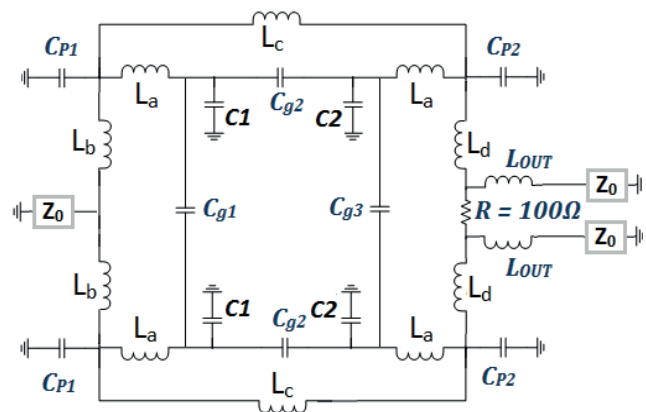 Lc
CP1
CP2
La
Cg2
La
C1
C2
Lb
Ld
LOUT
Z0
Z0
Cg1
Cg3
R = 100Ω
Z0
LOUT
Lb
Ld
C1
C2
La
Cg2
La
CP1
CP2
Lc